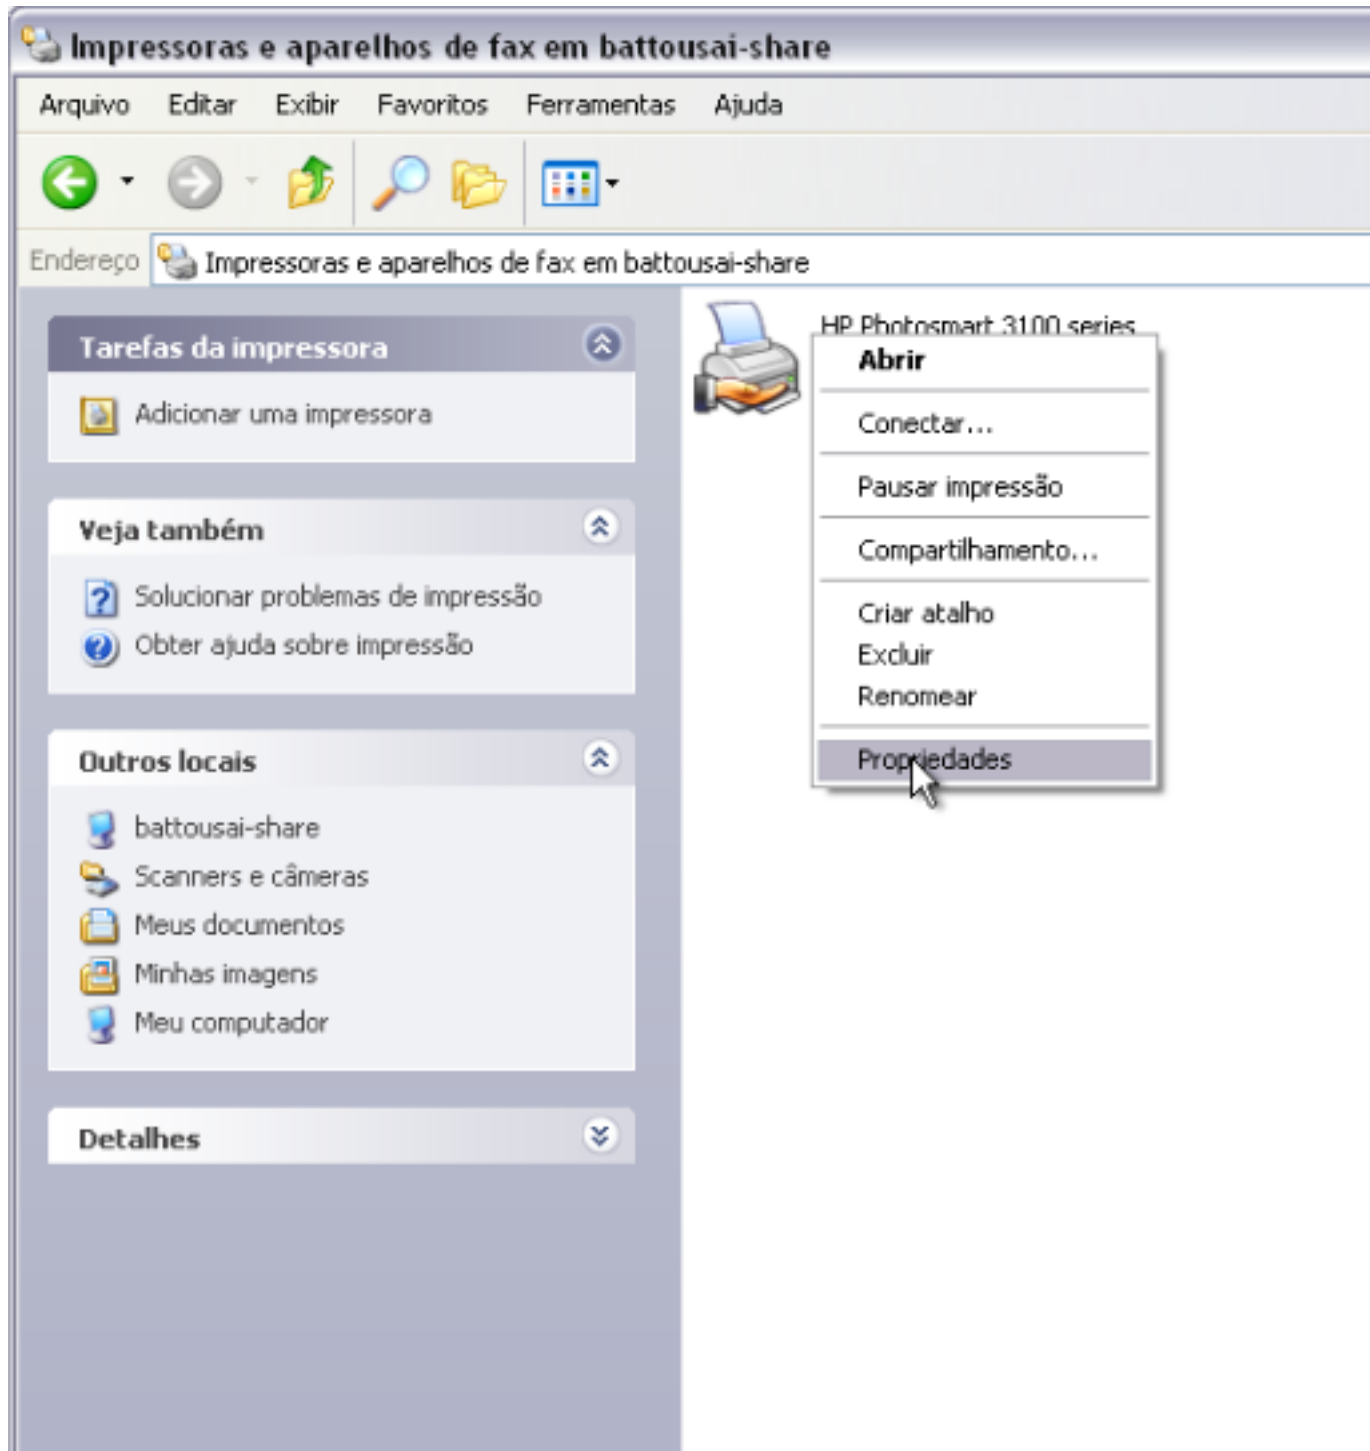 Impressoras e aparelhos de fax em battousai-share
Arquivo Editar Exibir Favoritos Ferramentas Ajuda
Endereço Impressoras e aparelhos de fax em battousai-share
Tarefas da impressora
Adicionar uma impressora
Veja também
Solucionar problemas de impressão
Obter ajuda sobre impressão
Outros locais
battousai-share
Scanners e câmeras
Meus documentos
Minhas imagens
Meu computador
Detalhes
HP Photosmart 3100 series
Abrir
Conectar...
Pausar impressão
Compartilhamento...
Criar atalho
Excluir
Renomear
Propriedades